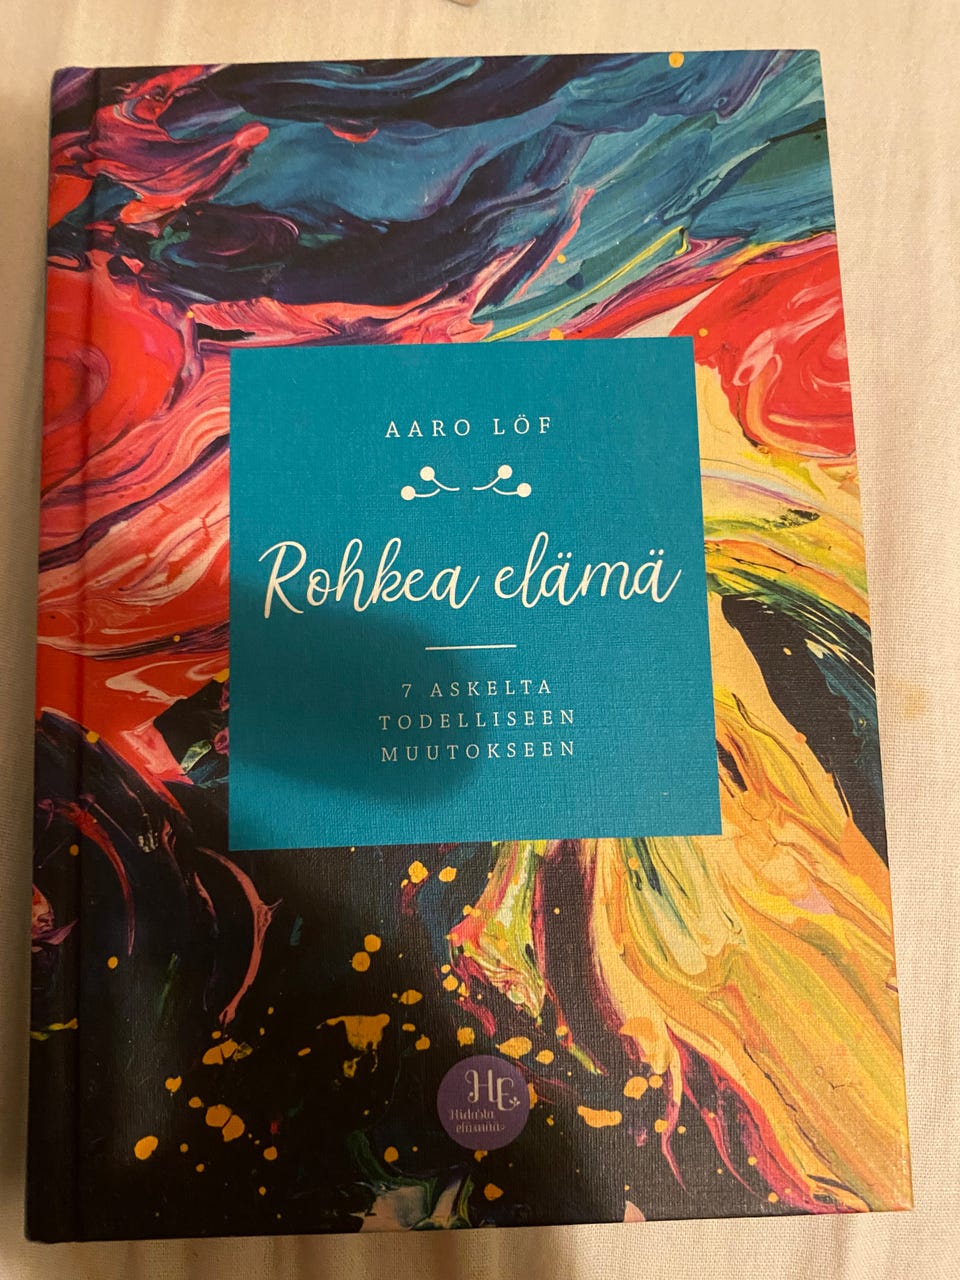 AARO LÖF
Rohkea elämä
7 ASKELTA
TODELLISEEN
MUUTOKSEEN
HE
Hidasta
elämää